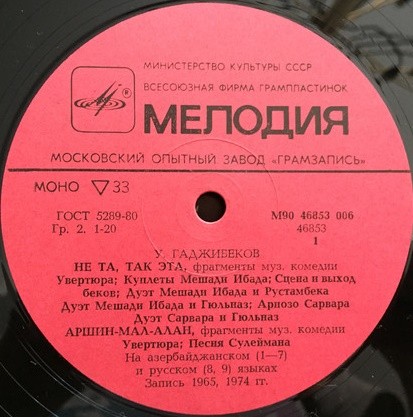 МИНИСТЕРСТВО КУЛЬТУРЫ СССР
ВСЕСОЮЗНАЯ ФИРМА ГРАМПЛАСТИНОК
МЕЛОДИЯ
МОСКОВСКИЙ ОПЫТНЫЙ ЗАВОД «ГРАМЗАПИСЬ»
МОНО ▽33
ГОСТ 5289-80 М90 46853 006
Гр. 2. 1-20 46853
1
У. ГАДЖИБЕКОВ
НЕ ТА, ТАК ЭТА, фрагменты муз. комедии
Увертюра; Куплеты Мешади Ибада; Сцена и выход
беков; Дуэт Мешади Ибада и Рустамбека
Дуэт Мешади Ибада и Гюльназ; Ариозо Сарвара
Дуэт Сарвара и Гюльназ
АРШИН-МАЛ-АЛАН, фрагменты муз. комедии
Увертюра; Песня Сулеймана
На азербайджанском (1—7)
и русском (8, 9) языках
Запись 1965, 1974 гг.